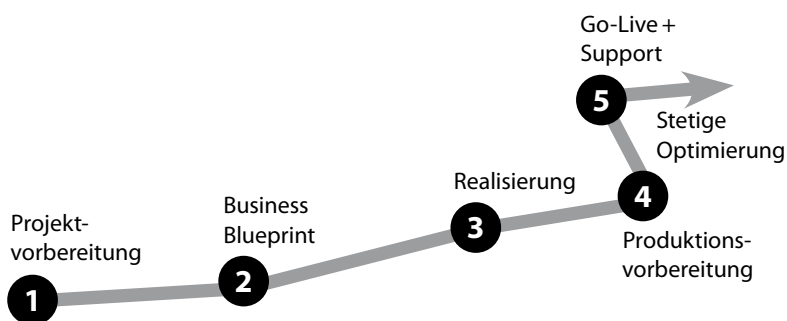 Go-Live +
Support
5
Stetige
Optimierung
Realisierung
4
Business
Blueprint
3
Projekt-
vorbereitung
Produktions-
vorbereitung
2
1